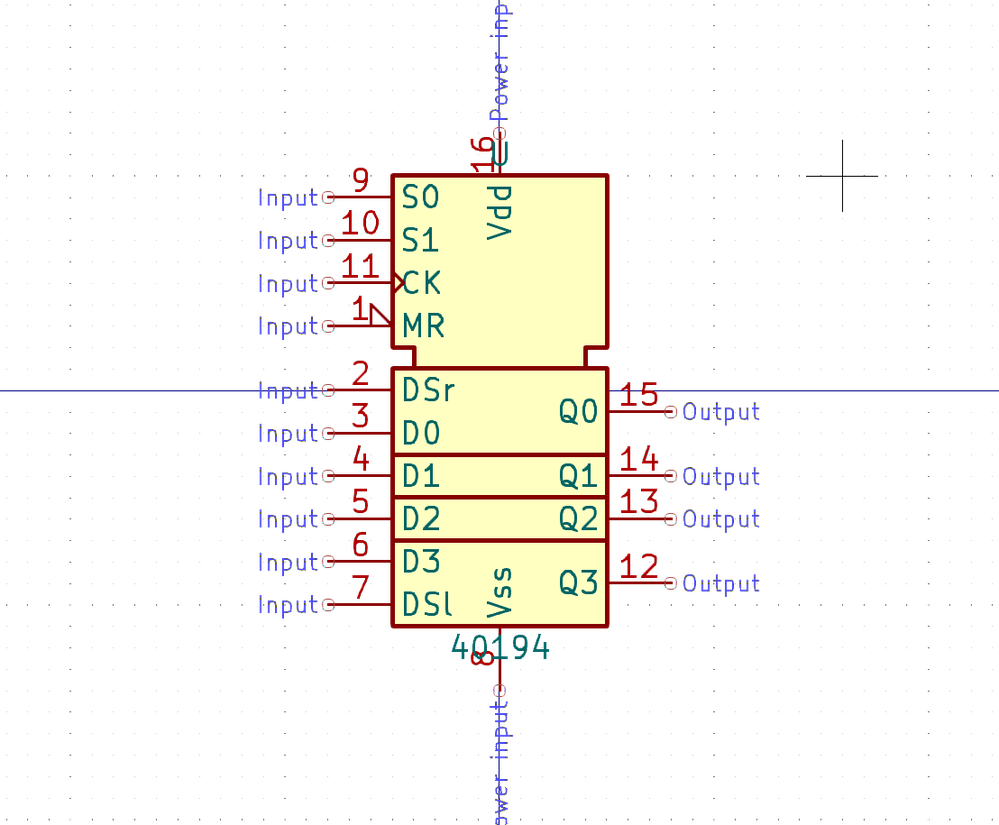 Power inp
16
U
Vdd
Input 9 S0
Input 10 S1
Input 11 CK
Input 1 MR
Input 2 DSr
Q0 15 Output
Input 3 D0
Input 4 D1 Q1 14 Output
Input 5 D2 Q2 13 Output
Input 6 D3
Q3 12 Output
Input 7 DSl
Vss
40194
8
ower input